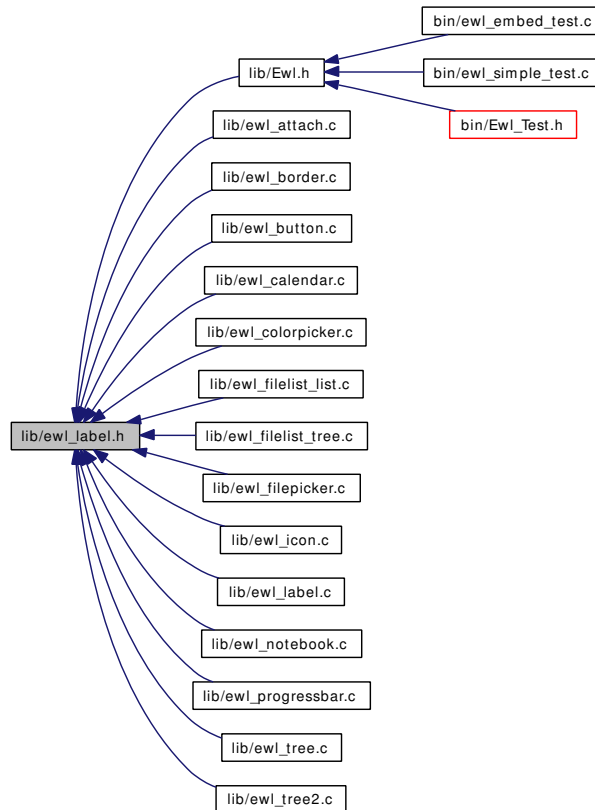 bin/ewl_embed_test.c
lib/Ewl.h
bin/ewl_simple_test.c
bin/Ewl_Test.h
lib/ewl_attach.c
lib/ewl_border.c
lib/ewl_button.c
lib/ewl_calendar.c
lib/ewl_colorpicker.c
lib/ewl_filelist_list.c
lib/ewl_label.h
lib/ewl_filelist_tree.c
lib/ewl_filepicker.c
lib/ewl_icon.c
lib/ewl_label.c
lib/ewl_notebook.c
lib/ewl_progressbar.c
lib/ewl_tree.c
lib/ewl_tree2.c